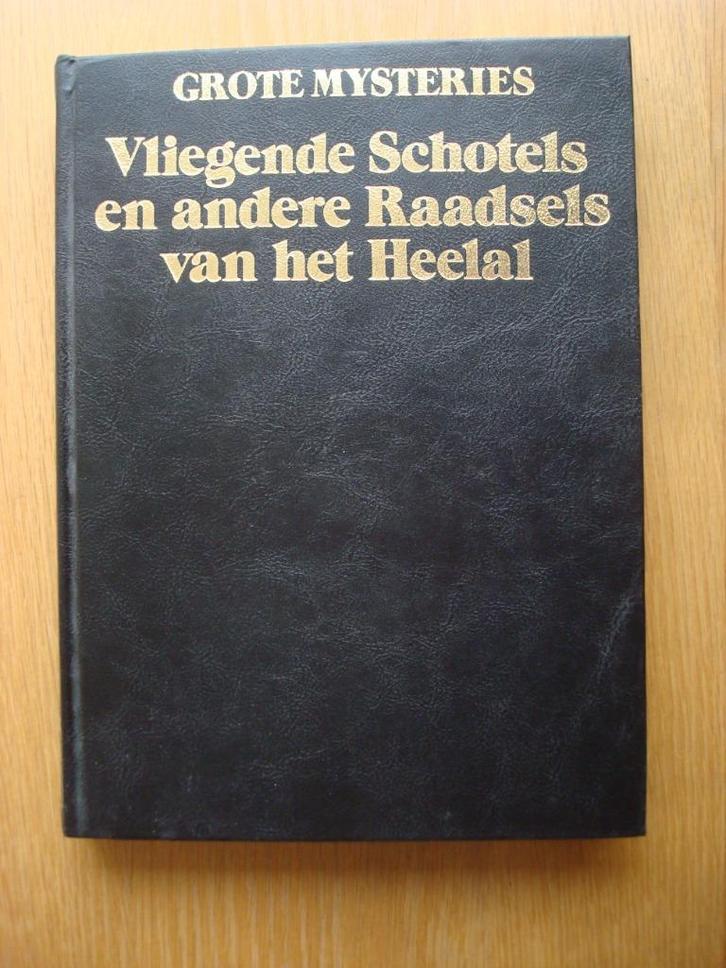 GROTE MYSTERIES
Vliegende Schotels
en andere Raadsels
van het Heelal